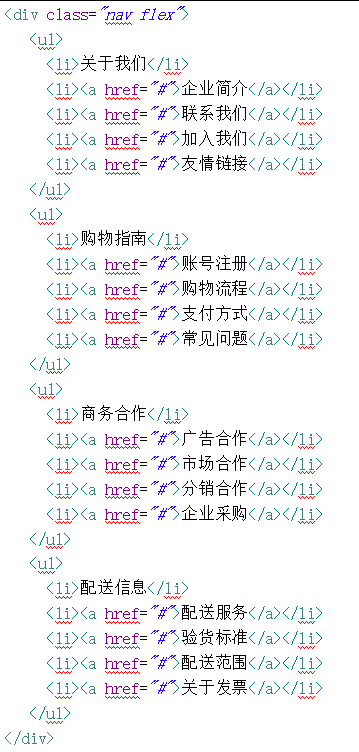 <div class="nav flex">
<ul>
<li>关于我们</li>
<li><a href="#">企业简介</a></li>
<li><a href="#">联系我们</a></li>
<li><a href="#">加入我们</a></li>
<li><a href="#">友情链接</a></li>
</ul>
<ul>
<li>购物指南</li>
<li><a href="#">账号注册</a></li>
<li><a href="#">购物流程</a></li>
<li><a href="#">支付方式</a></li>
<li><a href="#">常见问题</a></li>
</ul>
<ul>
<li>商务合作</li>
<li><a href="#">广告合作</a></li>
<li><a href="#">市场合作</a></li>
<li><a href="#">分销合作</a></li>
<li><a href="#">企业采购</a></li>
</ul>
<ul>
<li>配送信息</li>
<li><a href="#">配送服务</a></li>
<li><a href="#">验货标准</a></li>
<li><a href="#">配送范围</a></li>
<li><a href="#">关于发票</a></li>
</ul>
</div>